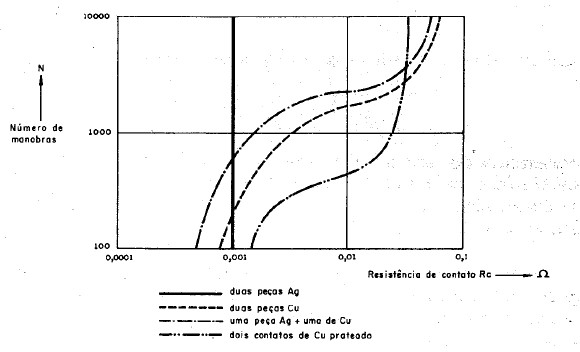 10000
N
Número de
manobras
1000
100
0,0001
0,001
0,01
0,1
Resistência de contato Rc
Ω
duas peças Ag
duas peças Cu
uma peça Ag + uma de Cu
dois contatos de Cu prateado